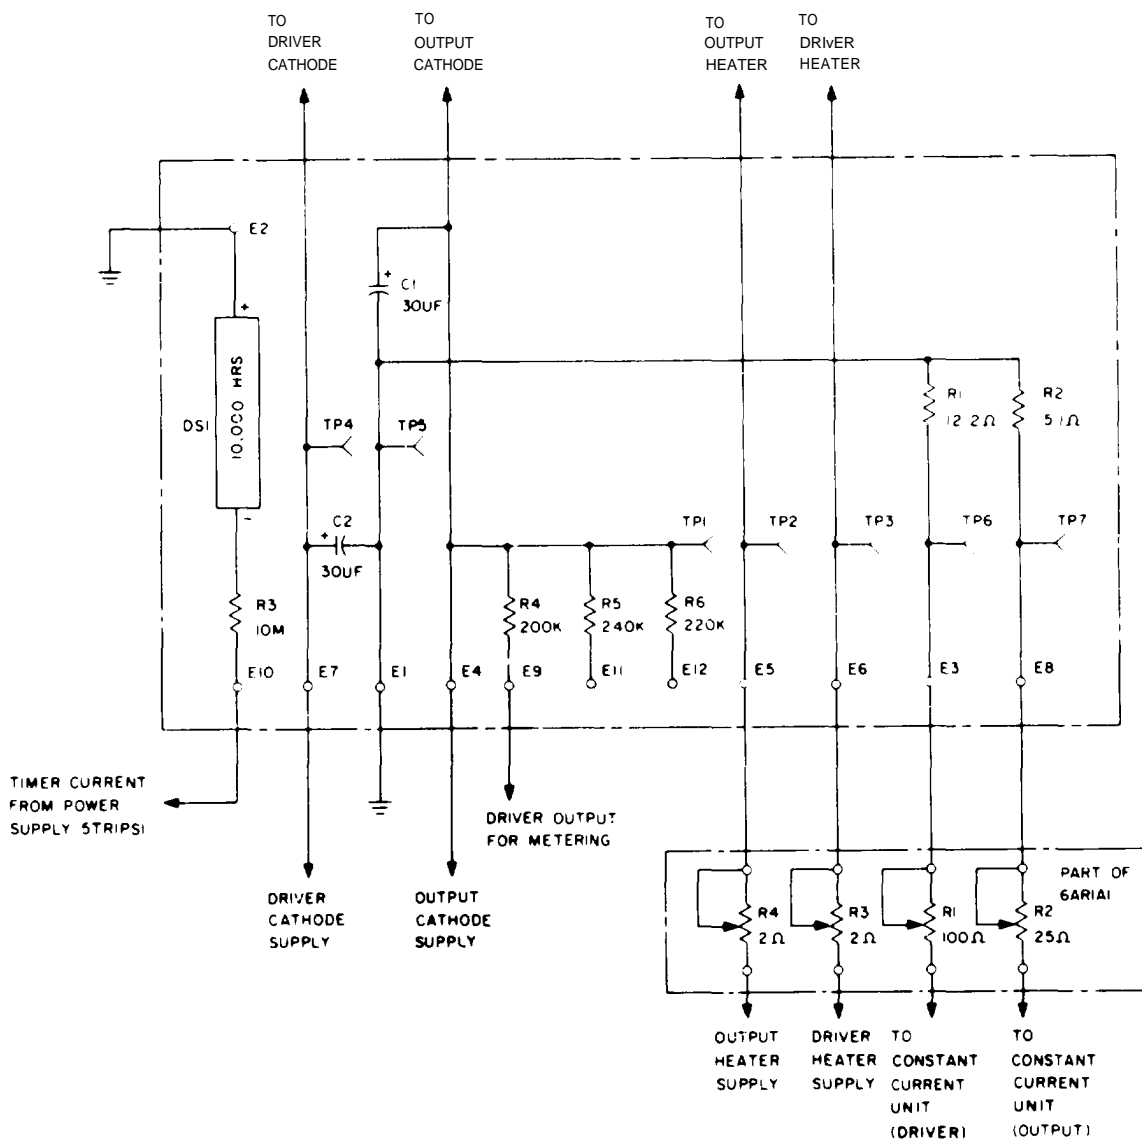 TO
DRIVER
CATHODE
TO
OUTPUT
CATHODE
TO
OUTPUT
HEATER
TO
DRIVER
HEATER
E2
+
C1
30UF
+
10,000 HRS
DS1
-
TP4
TP5
R1
12.2Ω
R2
5.1Ω
C2
+
30UF
TP1
TP2
TP3
TP6
TP7
R3
10M
R4
200K
R5
240K
R6
220K
E10
E7
E1
E4
E9
E11
E12
E5
E6
E3
E8
TIMER CURRENT
FROM POWER
SUPPLY STRIPS1
DRIVER OUTPUT
FOR METERING
DRIVER
CATHODE
SUPPLY
OUTPUT
CATHODE
SUPPLY
PART OF
6AR1A1
R4
2Ω
R3
2Ω
R1
100Ω
R2
25Ω
OUTPUT
HEATER
SUPPLY
DRIVER
HEATER
SUPPLY
TO
CONSTANT
CURRENT
UNIT
(DRIVER)
TO
CONSTANT
CURRENT
UNIT
(OUTPUT)